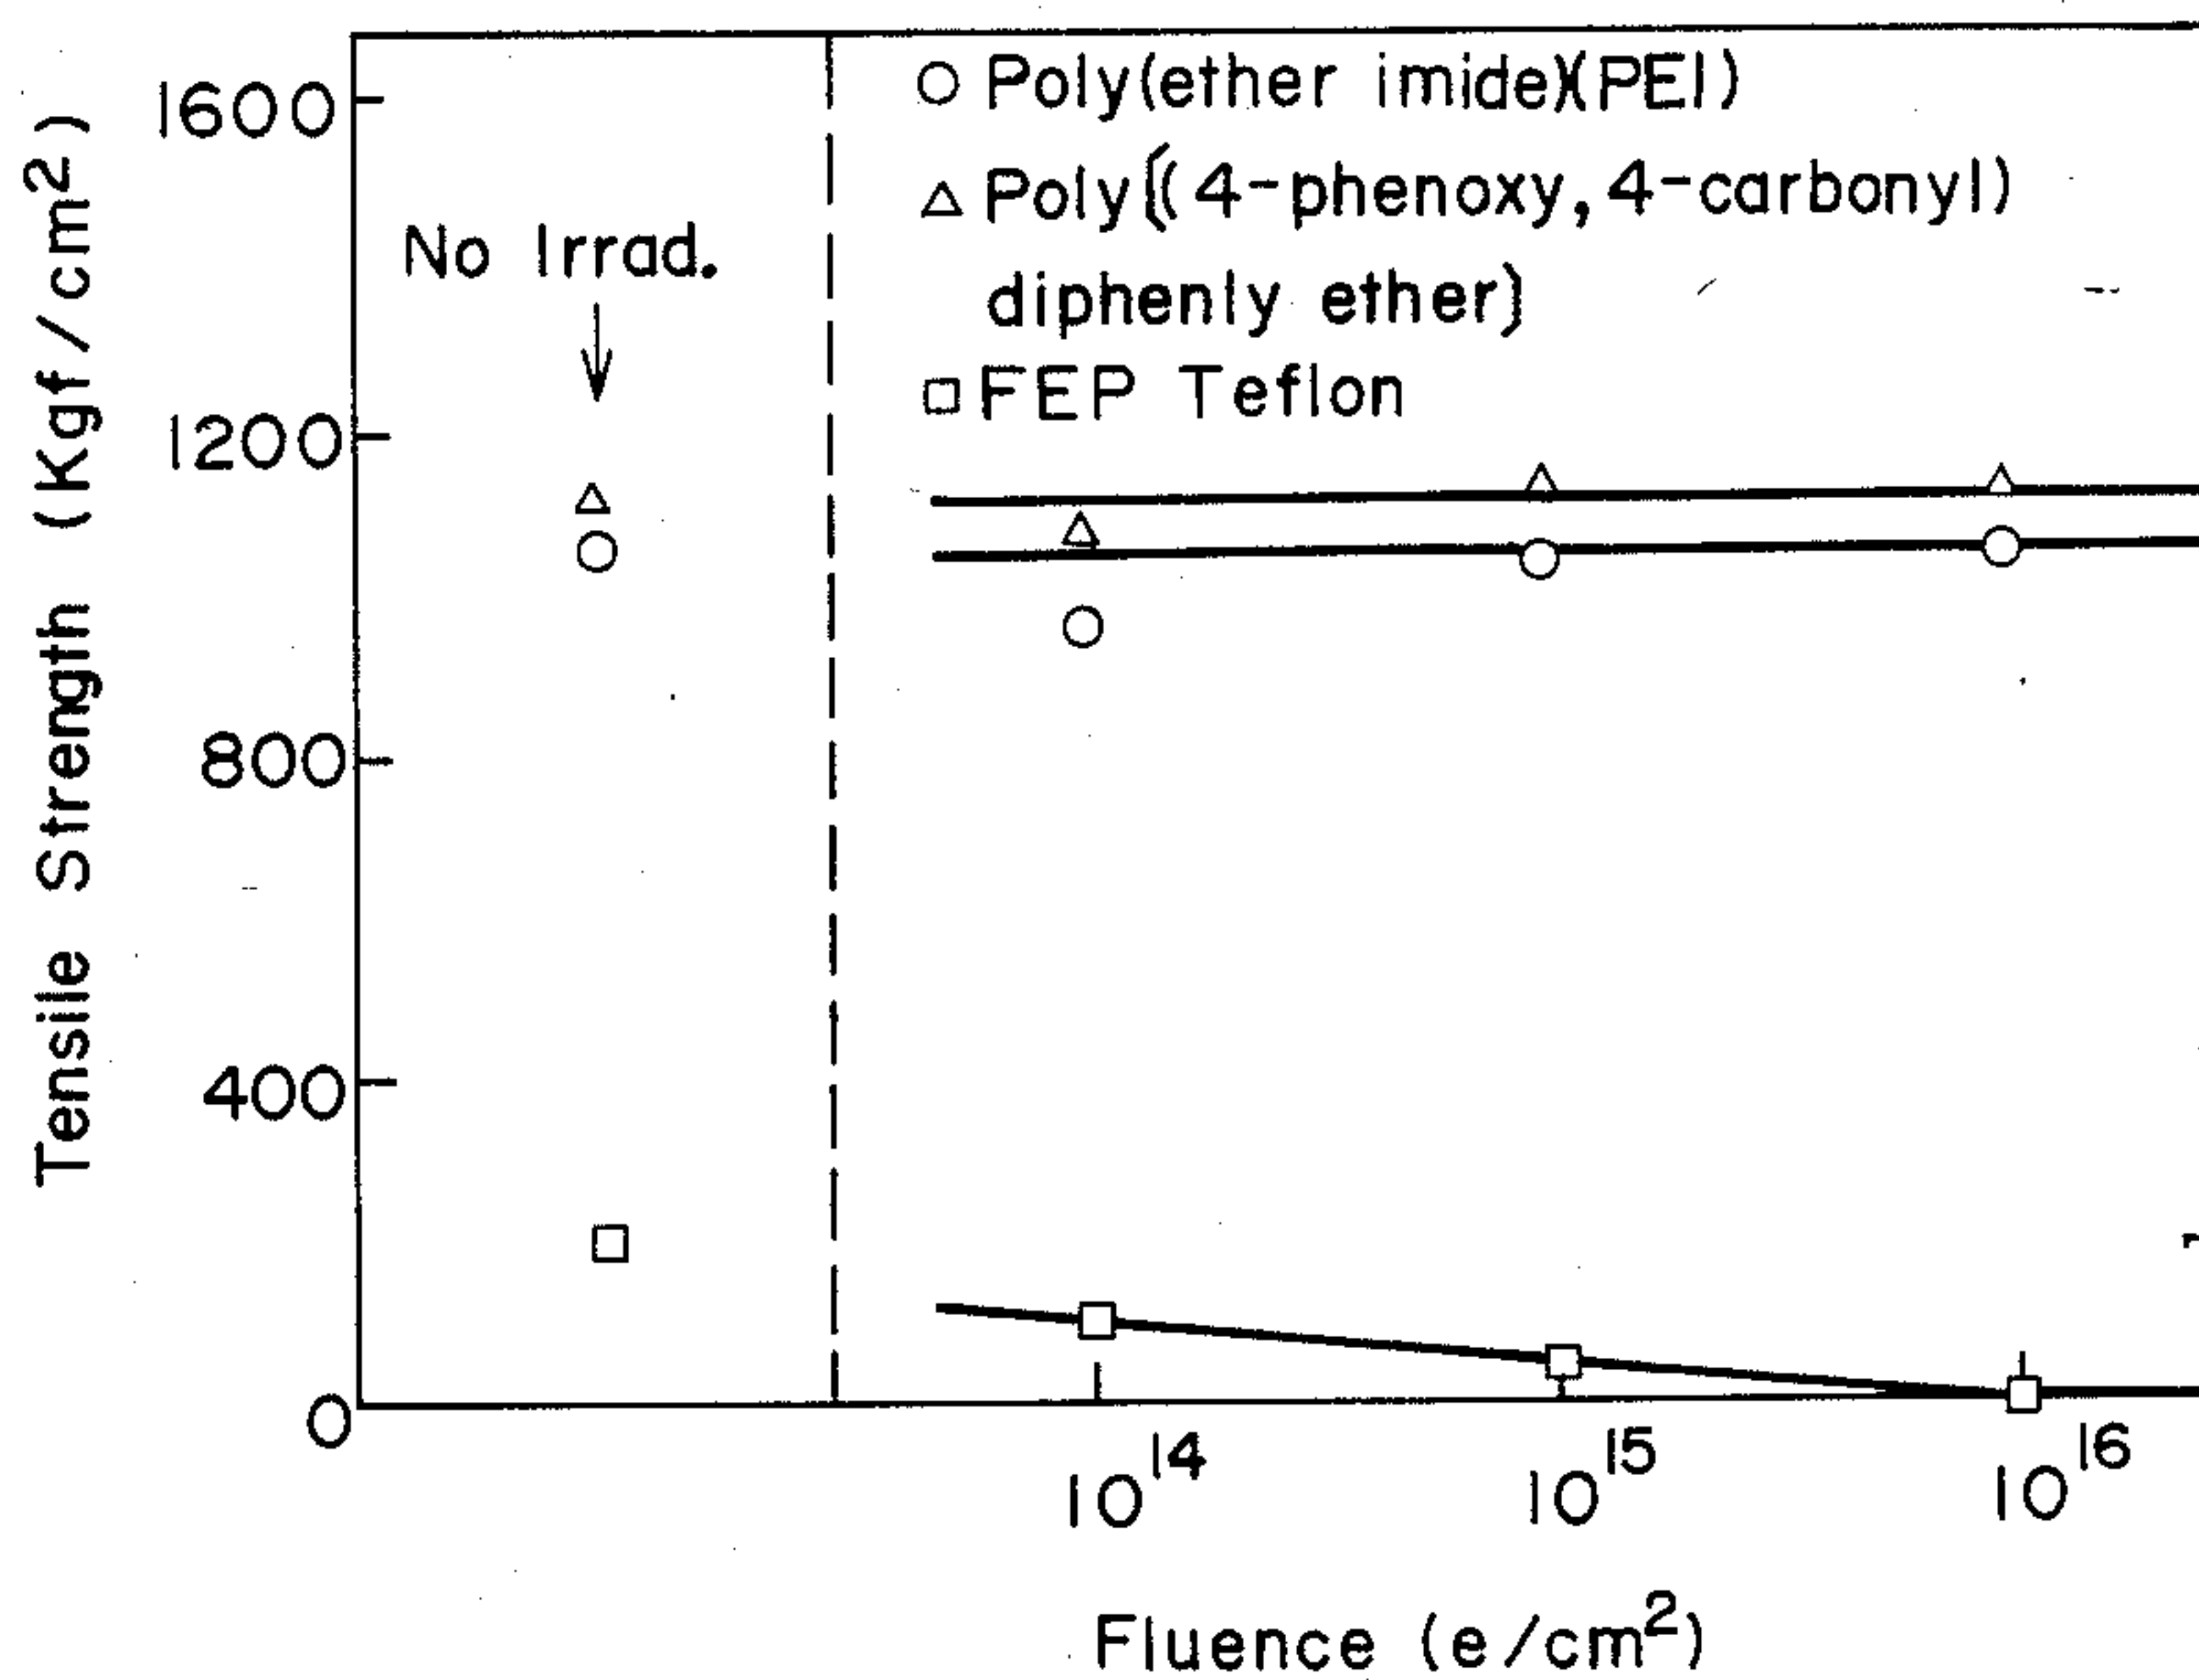 Tensile Strength (Kgf/cm²)
1600
1200
800
400
0
No Irrad.
○ Poly(ether imide)(PEI)
△ Poly{(4-phenoxy,4-carbonyl)
diphenly ether}
□ FEP Teflon
10¹⁴
10¹⁵
10¹⁶
Fluence (e/cm²)